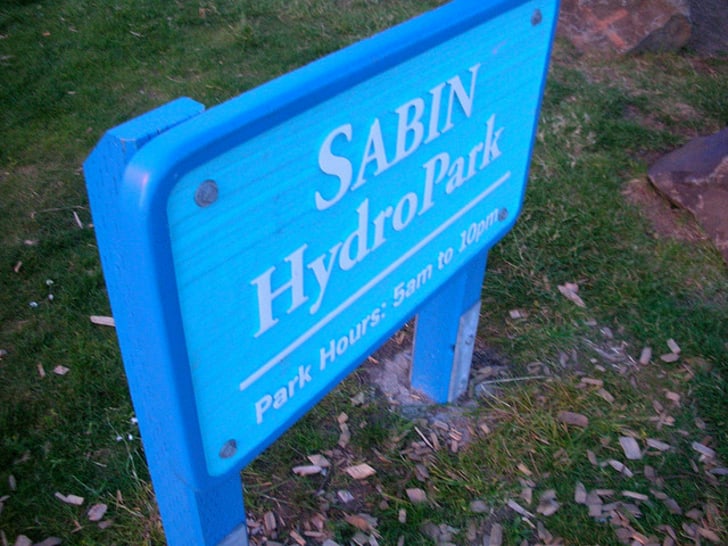 SABIN
HydroPark
Park Hours: 5am to 10pm